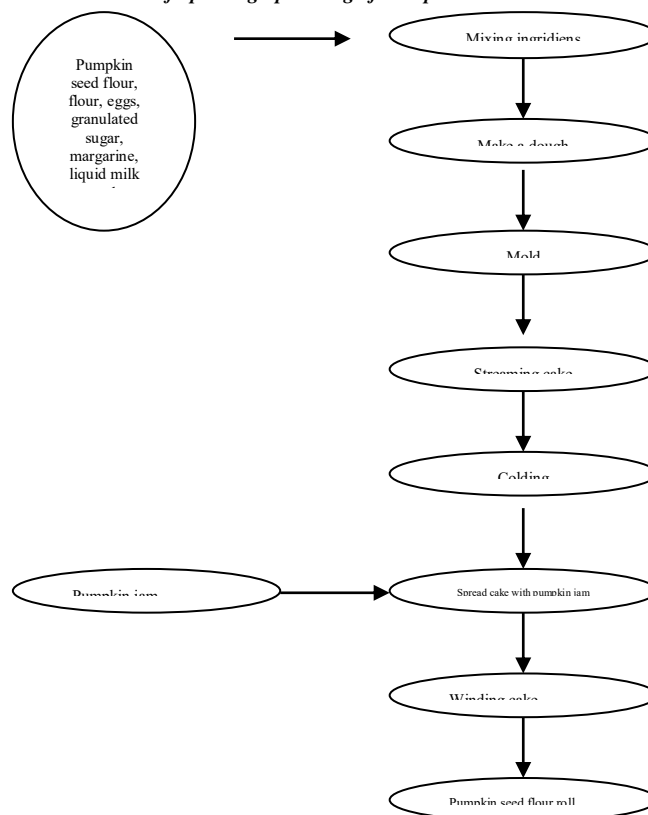 Pumpkin
seed flour,
flour, eggs,
granulated
sugar,
margarine,
liquid milk
Mixing ingridiens
Make a dough
Mold
Streaming cake
Colding
Pumpkin jam
Spread cake with pumpkin jam
Winding cake
Pumpkin seed flour roll